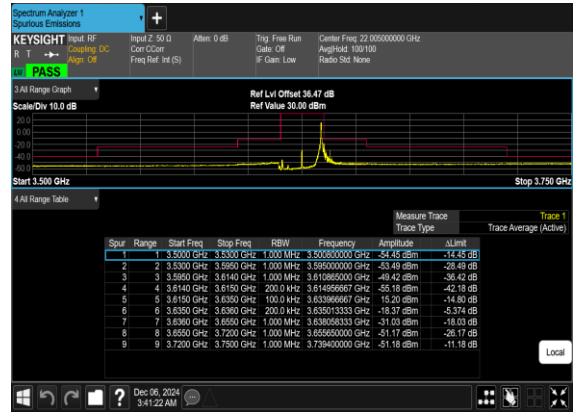 Spectrum Analyzer 1
Spurious Emissions
+
KEYSIGHT Input: RF Input Z: 50 Ω Atten: 0 dB Trig: Free Run Center Freq: 22.005000000 GHz
R T Coupling: DC Corr CCorr Gate: Off Avg|Hold: 100/100
Align: Off Freq Ref: Int (S) IF Gain: Low Radio Std: None
LW PASS
3 All Range Graph
Ref Lvl Offset 36.47 dB
Scale/Div 10.0 dB Ref Value 30.00 dBm
20.0
0.00
-20.0
-40.0
-60.0
Start 3.500 GHz Stop 3.750 GHz
4 All Range Table
Measure Trace Trace 1
Trace Type Trace Average (Active)
Spur Range Start Freq Stop Freq RBW Frequency Amplitude ΔLimit
1 1 3.5000 GHz 3.5300 GHz 1.000 MHz 3.500800000 GHz -54.45 dBm -14.45 dB
2 2 3.5300 GHz 3.5950 GHz 1.000 MHz 3.595000000 GHz -53.49 dBm -28.49 dB
3 3 3.5950 GHz 3.6140 GHz 1.000 MHz 3.610865000 GHz -49.42 dBm -36.42 dB
4 4 3.6140 GHz 3.6150 GHz 200.0 kHz 3.614956667 GHz -55.18 dBm -42.18 dB
5 5 3.6150 GHz 3.6350 GHz 100.0 kHz 3.633966667 GHz 15.20 dBm -14.80 dB
6 6 3.6350 GHz 3.6360 GHz 200.0 kHz 3.635013333 GHz -18.37 dBm -5.374 dB
7 7 3.6360 GHz 3.6550 GHz 1.000 MHz 3.638058333 GHz -31.03 dBm -18.03 dB
8 8 3.6550 GHz 3.7200 GHz 1.000 MHz 3.655650000 GHz -51.17 dBm -26.17 dB
9 9 3.7200 GHz 3.7500 GHz 1.000 MHz 3.739400000 GHz -51.18 dBm -11.18 dB
Local
? Dec 06, 2024
3:41:22 AM